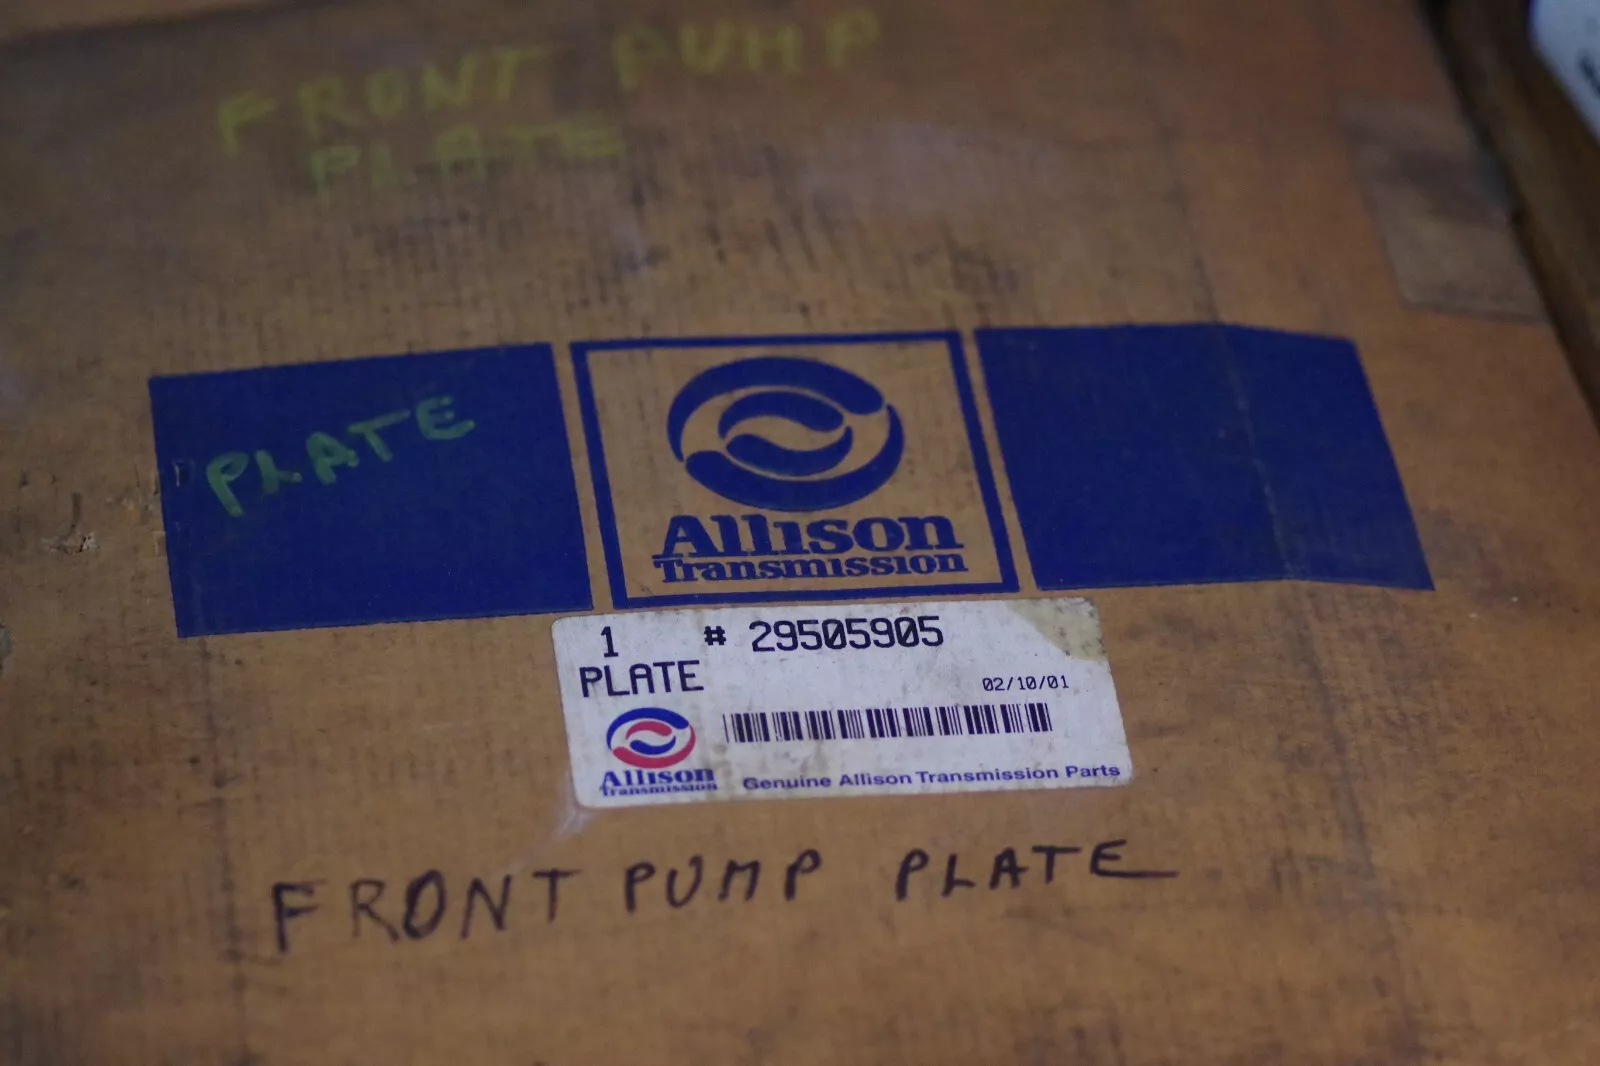 FRONT PUMP
PLATE
PLATE
Allison
Transmission
1 # 29505905
PLATE
02/10/01
Allison
Transmission
Genuine Allison Transmission Parts
FRONT PUMP PLATE